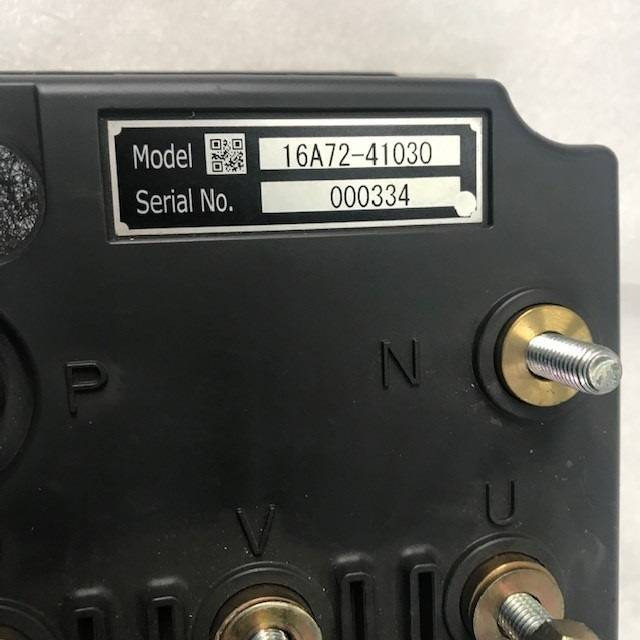 Model 16A72-41030
Serial No. 000334
P N
V U